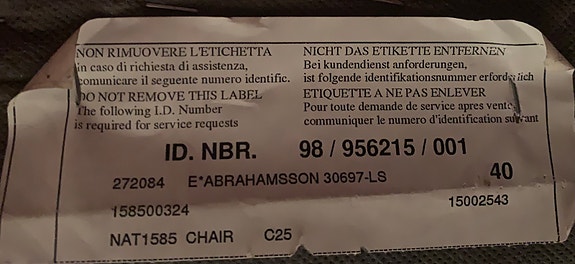 NON RIMUOVERE L'ETICHETTA
in caso di richiesta di assistenza,
comunicare il seguente numero identific.
DO NOT REMOVE THIS LABEL
The following I.D. Number
is required for service requests
NICHT DAS ETIKETTE ENTFERNEN
Bei kundendienst anforderungen,
ist folgende identifikationsnummer erforderlich
ETIQUETTE A NE PAS ENLEVER
Pour toute demande de service apres vente,
communiquer le numero d'identification suivant
ID. NBR. 98 / 956215 / 001
272084 E*ABRAHAMSSON 30697-LS 40
158500324 15002543
NAT1585 CHAIR C25